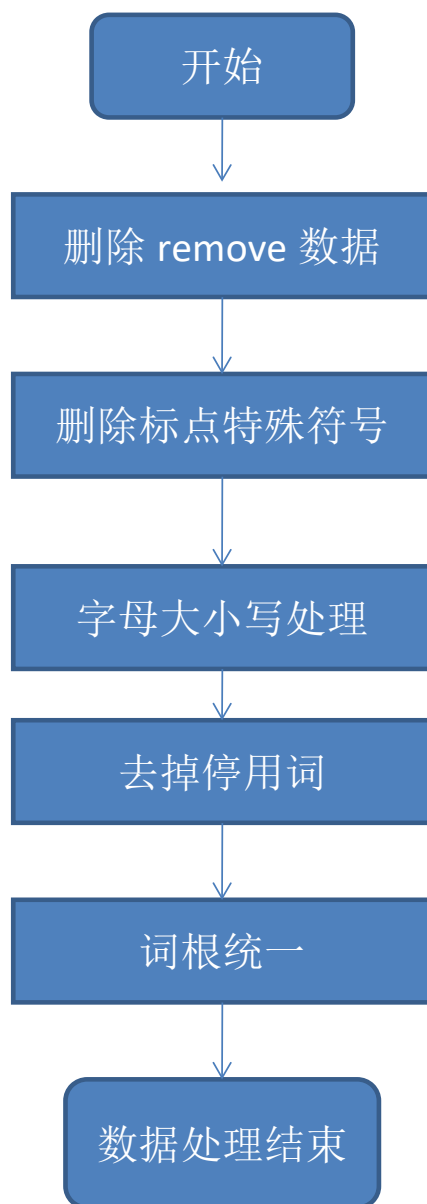 开始
删除 remove 数据
删除标点特殊符号
字母大小写处理
去掉停用词
词根统一
数据处理结束